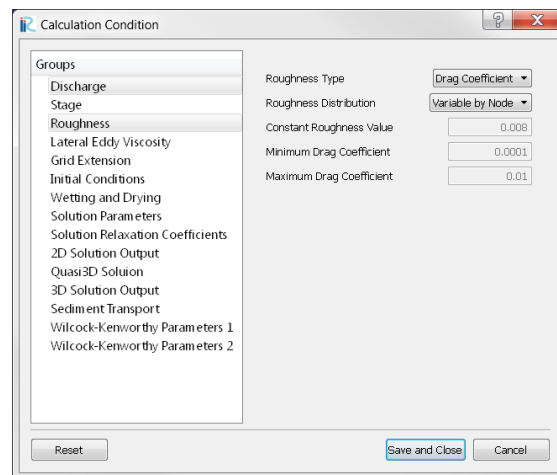 iRIC Calculation Condition
Groups
Discharge
Stage
Roughness
Lateral Eddy Viscosity
Grid Extension
Initial Conditions
Wetting and Drying
Solution Parameters
Solution Relaxation Coefficients
2D Solution Output
Quasi3D Soluion
3D Solution Output
Sediment Transport
Wilcock-Kenworthy Parameters 1
Wilcock-Kenworthy Parameters 2
Roughness Type Drag Coefficient
Roughness Distribution Variable by Node
Constant Roughness Value 0.008
Minimum Drag Coefficient 0.0001
Maximum Drag Coefficient 0.01
Reset Save and Close Cancel